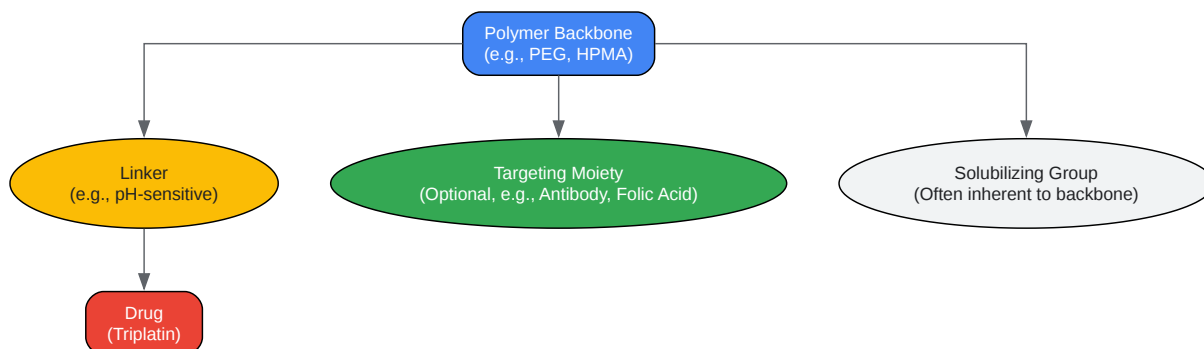 Polymer Backbone
(e.g., PEG, HPMA)
Linker
(e.g., pH-sensitive)
Targeting Moiety
(Optional, e.g., Antibody, Folic Acid)
Solubilizing Group
(Often inherent to backbone)
Drug
(Triplatin)